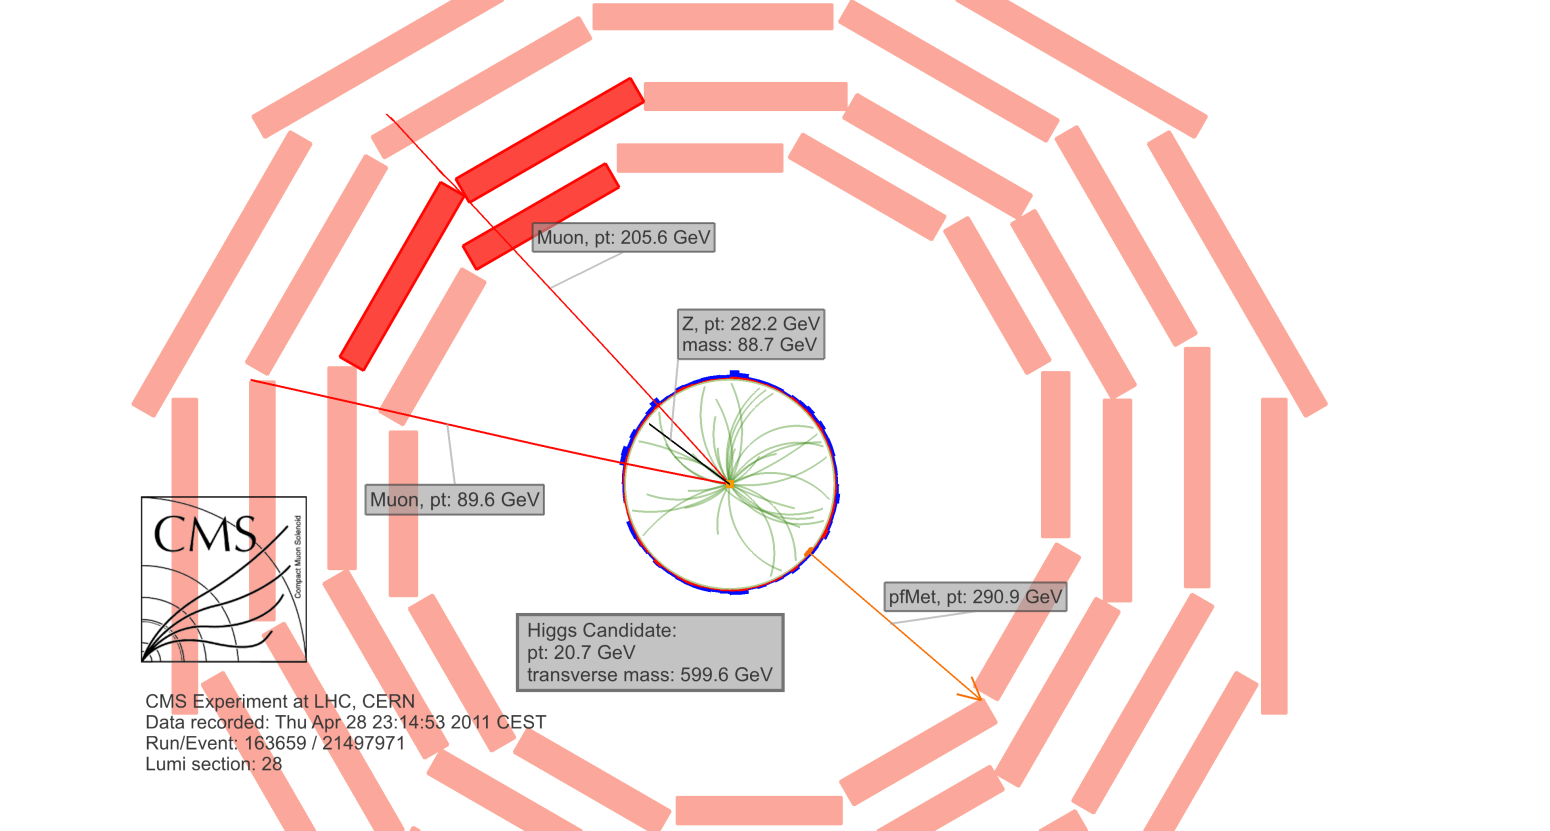 Muon, pt: 205.6 GeV
Z, pt: 282.2 GeV
mass: 88.7 GeV
Muon, pt: 89.6 GeV
CMS
Compact Muon Solenoid
pfMet, pt: 290.9 GeV
Higgs Candidate:
pt: 20.7 GeV
transverse mass: 599.6 GeV
CMS Experiment at LHC, CERN
Data recorded: Thu Apr 28 23:14:53 2011 CEST
Run/Event: 163659 / 21497971
Lumi section: 28